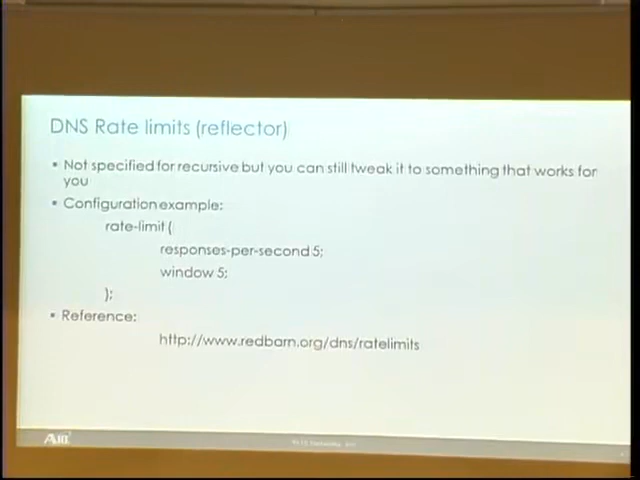 DNS Rate limits (reflector)
▪ Not specified for recursive but you can still tweak it to something that works for
you
▪ Configuration example:
rate-limit {
responses-per-second 5;
window 5;
};
▪ Reference:
http://www.redbarn.org/dns/ratelimits
A10